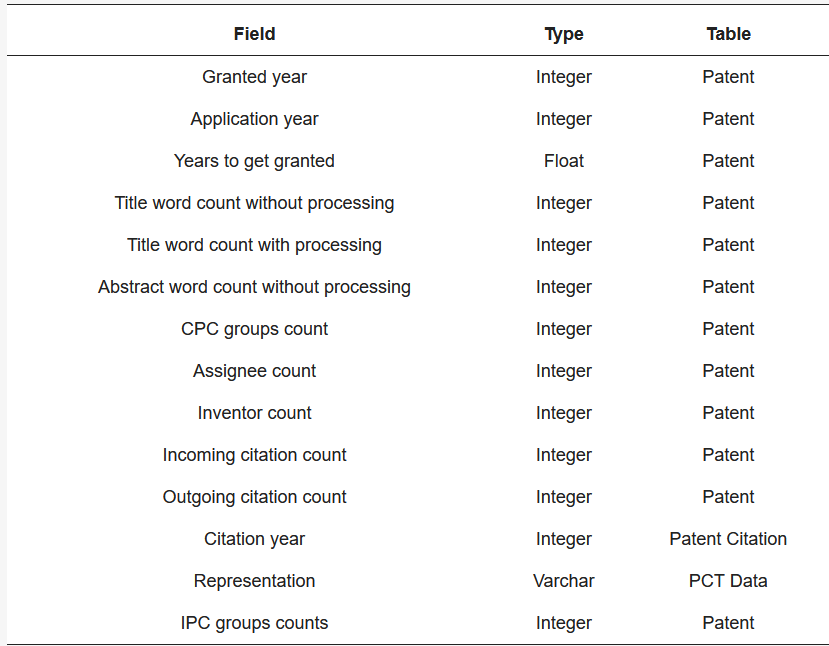 Field Type Table
Granted year Integer Patent
Application year Integer Patent
Years to get granted Float Patent
Title word count without processing Integer Patent
Title word count with processing Integer Patent
Abstract word count without processing Integer Patent
CPC groups count Integer Patent
Assignee count Integer Patent
Inventor count Integer Patent
Incoming citation count Integer Patent
Outgoing citation count Integer Patent
Citation year Integer Patent Citation
Representation Varchar PCT Data
IPC groups counts Integer Patent